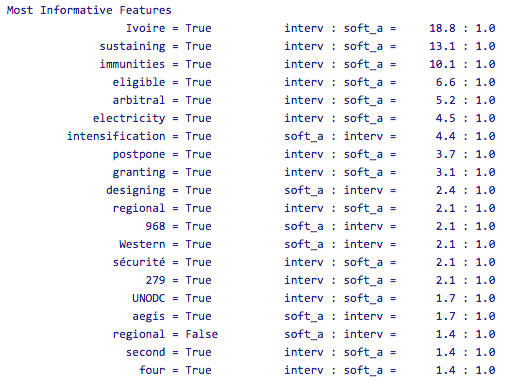 Most Informative Features
Ivoire = True interv : soft_a = 18.8 : 1.0
sustaining = True interv : soft_a = 13.1 : 1.0
immunities = True interv : soft_a = 10.1 : 1.0
eligible = True interv : soft_a = 6.6 : 1.0
arbitral = True interv : soft_a = 5.2 : 1.0
electricity = True interv : soft_a = 4.5 : 1.0
intensification = True soft_a : interv = 4.4 : 1.0
postpone = True interv : soft_a = 3.7 : 1.0
granting = True interv : soft_a = 3.1 : 1.0
designing = True soft_a : interv = 2.4 : 1.0
regional = True interv : soft_a = 2.1 : 1.0
968 = True soft_a : interv = 2.1 : 1.0
Western = True soft_a : interv = 2.1 : 1.0
sécurité = True interv : soft_a = 2.1 : 1.0
279 = True interv : soft_a = 2.1 : 1.0
UNODC = True interv : soft_a = 1.7 : 1.0
aegis = True soft_a : interv = 1.7 : 1.0
regional = False soft_a : interv = 1.4 : 1.0
second = True interv : soft_a = 1.4 : 1.0
four = True interv : soft_a = 1.4 : 1.0